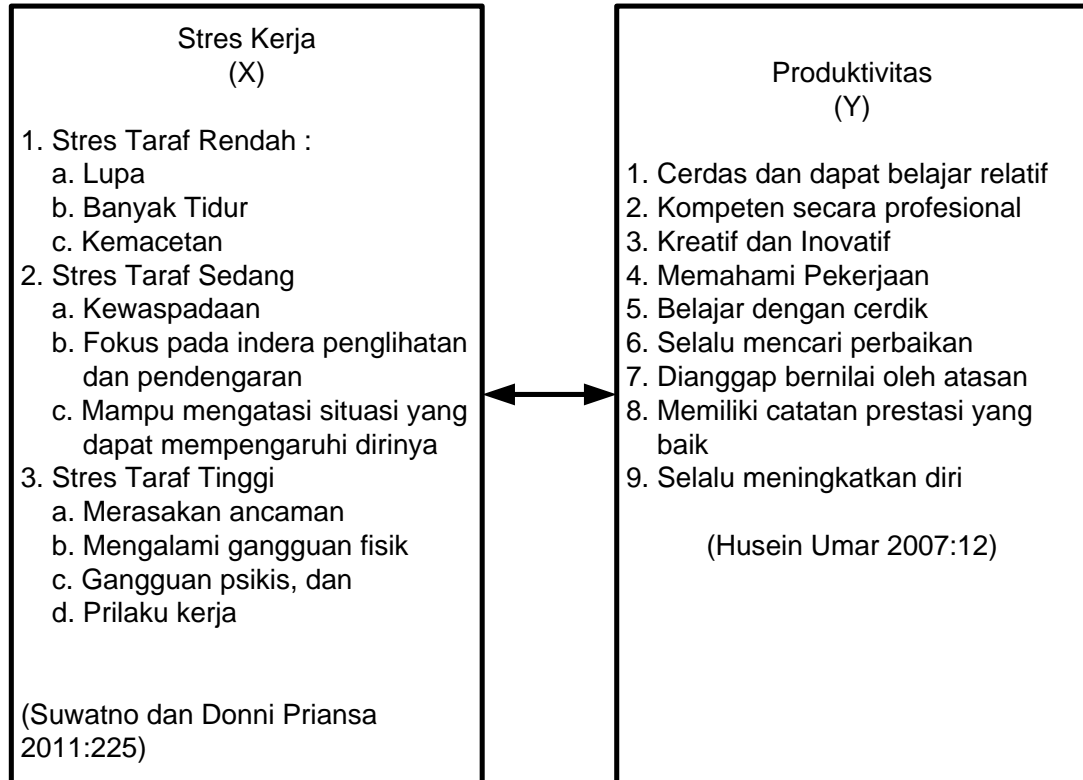 Stres Kerja
(X)
1. Stres Taraf Rendah :
a. Lupa
b. Banyak Tidur
c. Kemacetan
2. Stres Taraf Sedang
a. Kewaspadaan
b. Fokus pada indera penglihatan
dan pendengaran
c. Mampu mengatasi situasi yang
dapat mempengaruhi dirinya
3. Stres Taraf Tinggi
a. Merasakan ancaman
b. Mengalami gangguan fisik
c. Gangguan psikis, dan
d. Prilaku kerja
(Suwatno dan Donni Priansa
2011:225)
Produktivitas
(Y)
1. Cerdas dan dapat belajar relatif
2. Kompeten secara profesional
3. Kreatif dan Inovatif
4. Memahami Pekerjaan
5. Belajar dengan cerdik
6. Selalu mencari perbaikan
7. Dianggap bernilai oleh atasan
8. Memiliki catatan prestasi yang
baik
9. Selalu meningkatkan diri
(Husein Umar 2007:12)